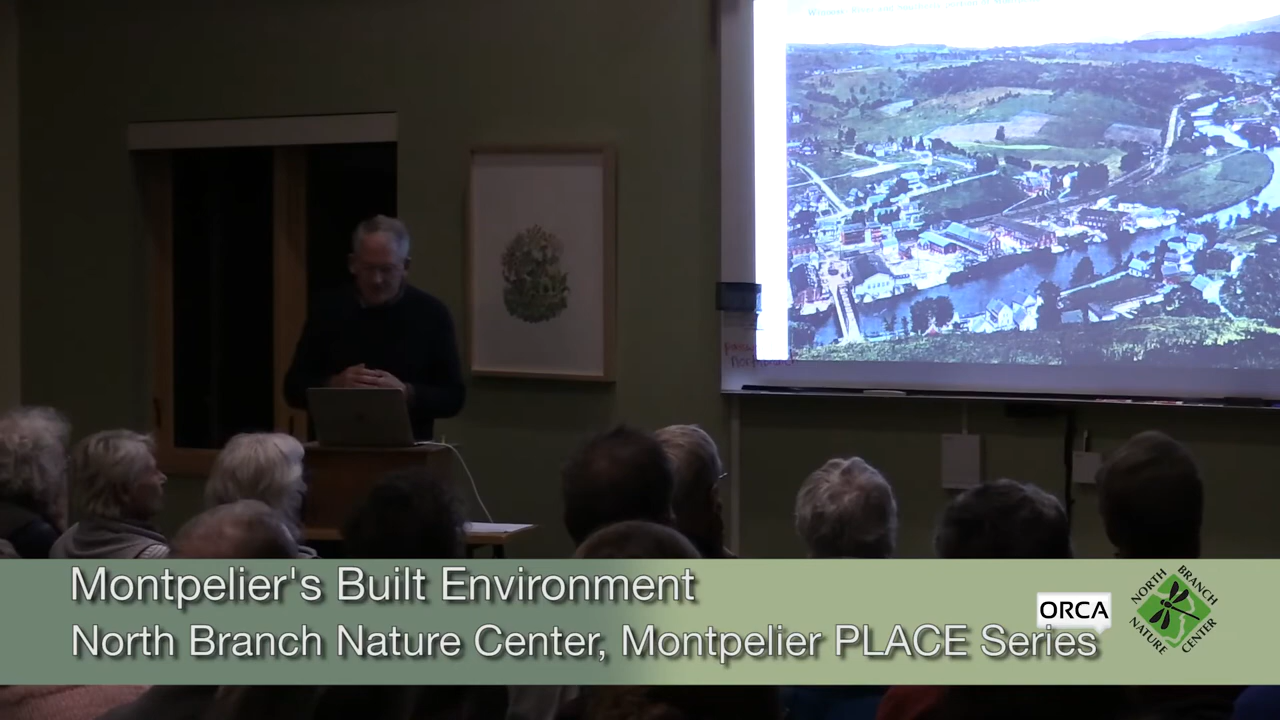 Montpelier's Built Environment
North Branch Nature Center, Montpelier PLACE Series
ORCA
NORTH BRANCH
NATURE CENTER